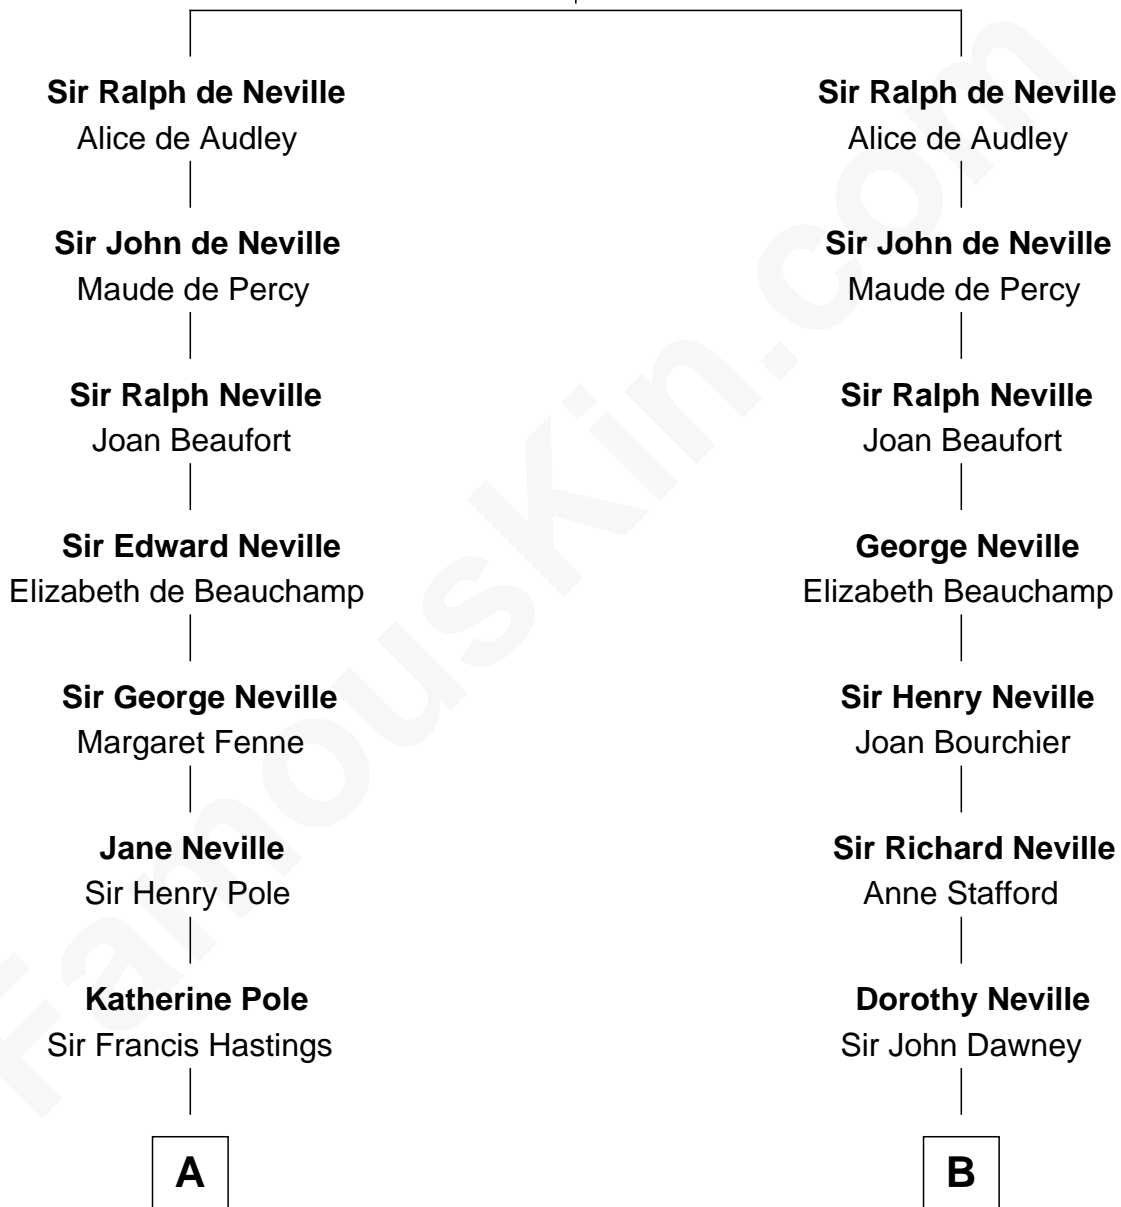 Sir Ralph de Neville
Alice de Audley
Sir John de Neville
Maude de Percy
Sir Ralph Neville
Joan Beaufort
Sir Edward Neville
Elizabeth de Beauchamp
Sir George Neville
Margaret Fenne
Jane Neville
Sir Henry Pole
Katherine Pole
Sir Francis Hastings
A
Sir Ralph de Neville
Alice de Audley
Sir John de Neville
Maude de Percy
Sir Ralph Neville
Joan Beaufort
George Neville
Elizabeth Beauchamp
Sir Henry Neville
Joan Bourchier
Sir Richard Neville
Anne Stafford
Dorothy Neville
Sir John Dawney
B
FamousKin.com